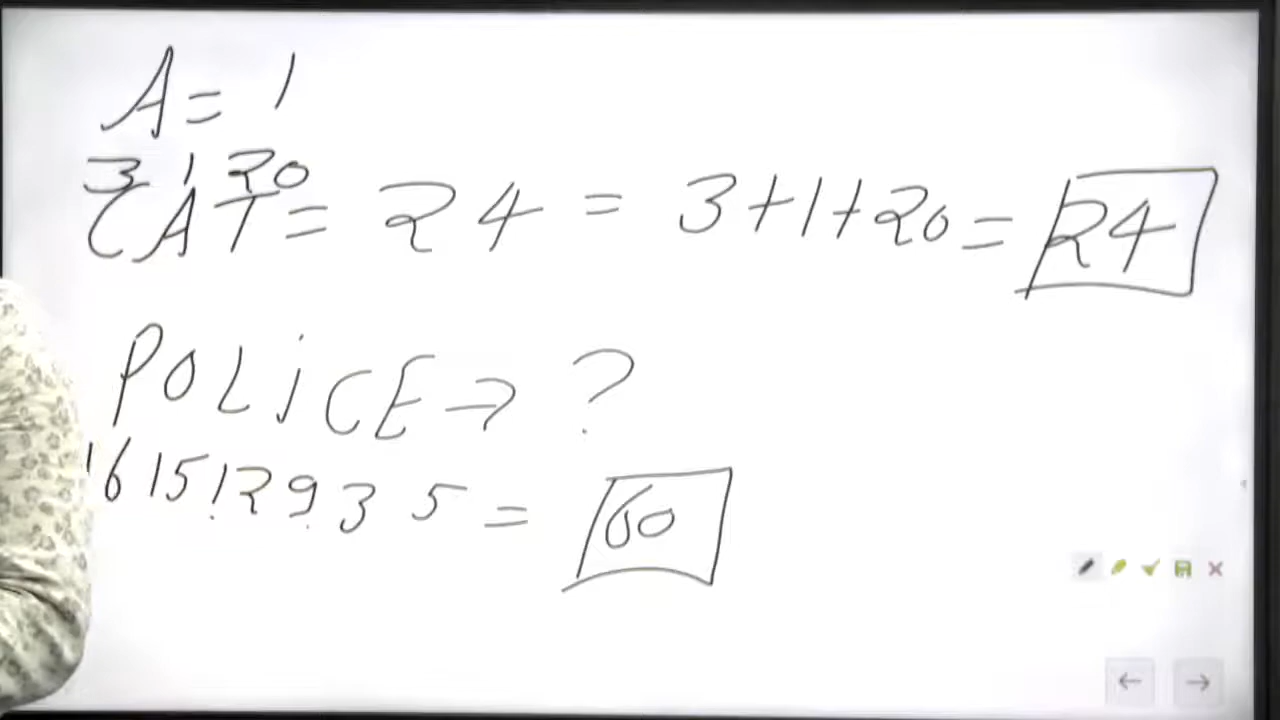 A = 1
3 1 20
CAT = 24 = 3+1+20 = 24
POLiCE → ?
16 15 12 9 3 5 = 60